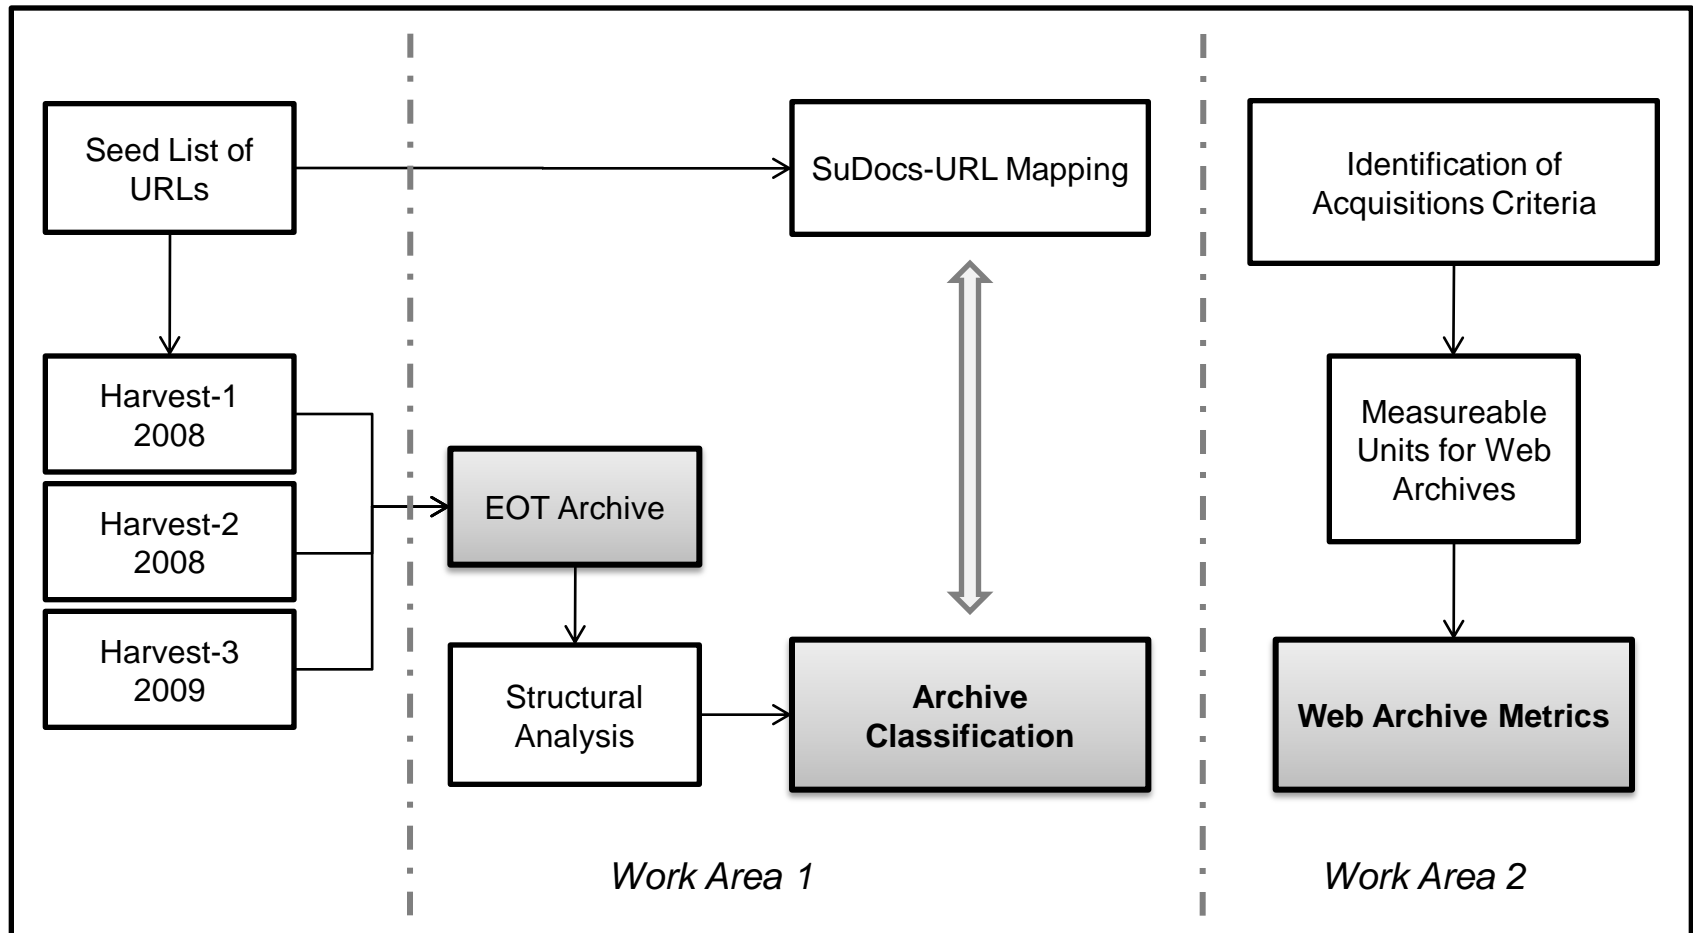 Seed List of
URLs
SuDocs-URL Mapping
Identification of
Acquisitions Criteria
Harvest-1
2008
Harvest-2
2008
Harvest-3
2009
EOT Archive
Structural
Analysis
Archive
Classification
Measureable
Units for Web
Archives
Web Archive Metrics
Work Area 1
Work Area 2